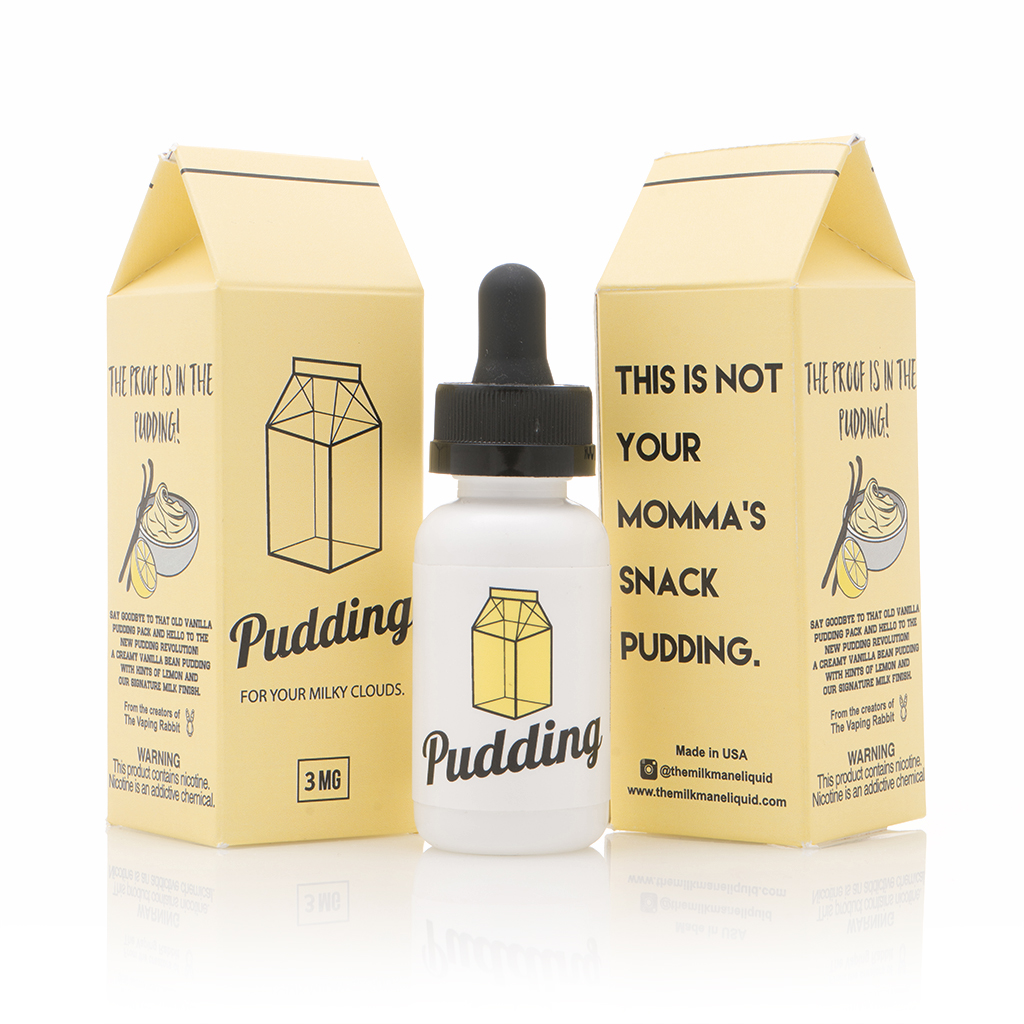 THE PROOF IS IN THE
PUDDING!
SAY GOODBYE TO THAT OLD VANILLA
PUDDING PACK AND HELLO TO THE
NEW PUDDING REVOLUTION!
A CREAMY VANILLA BEAN PUDDING
WITH HINTS OF LEMON AND
OUR SIGNATURE MILK FINISH.
From the creators of
The Vaping Rabbit
WARNING
This product contains nicotine.
Nicotine is an addictive chemical.
Pudding
FOR YOUR MILKY CLOUDS.
3 MG
Pudding
THIS IS NOT
YOUR
MOMMA'S
SNACK
PUDDING.
Made in USA
@themilkmaneliquid
www.themilkmaneliquid.com
THE PROOF IS IN THE
PUDDING!
SAY GOODBYE TO THAT OLD VANILLA
PUDDING PACK AND HELLO TO THE
NEW PUDDING REVOLUTION!
A CREAMY VANILLA BEAN PUDDING
WITH HINTS OF LEMON AND
OUR SIGNATURE MILK FINISH.
From the creators of
The Vaping Rabbit
WARNING
This product contains nicotine.
Nicotine is an addictive chemical